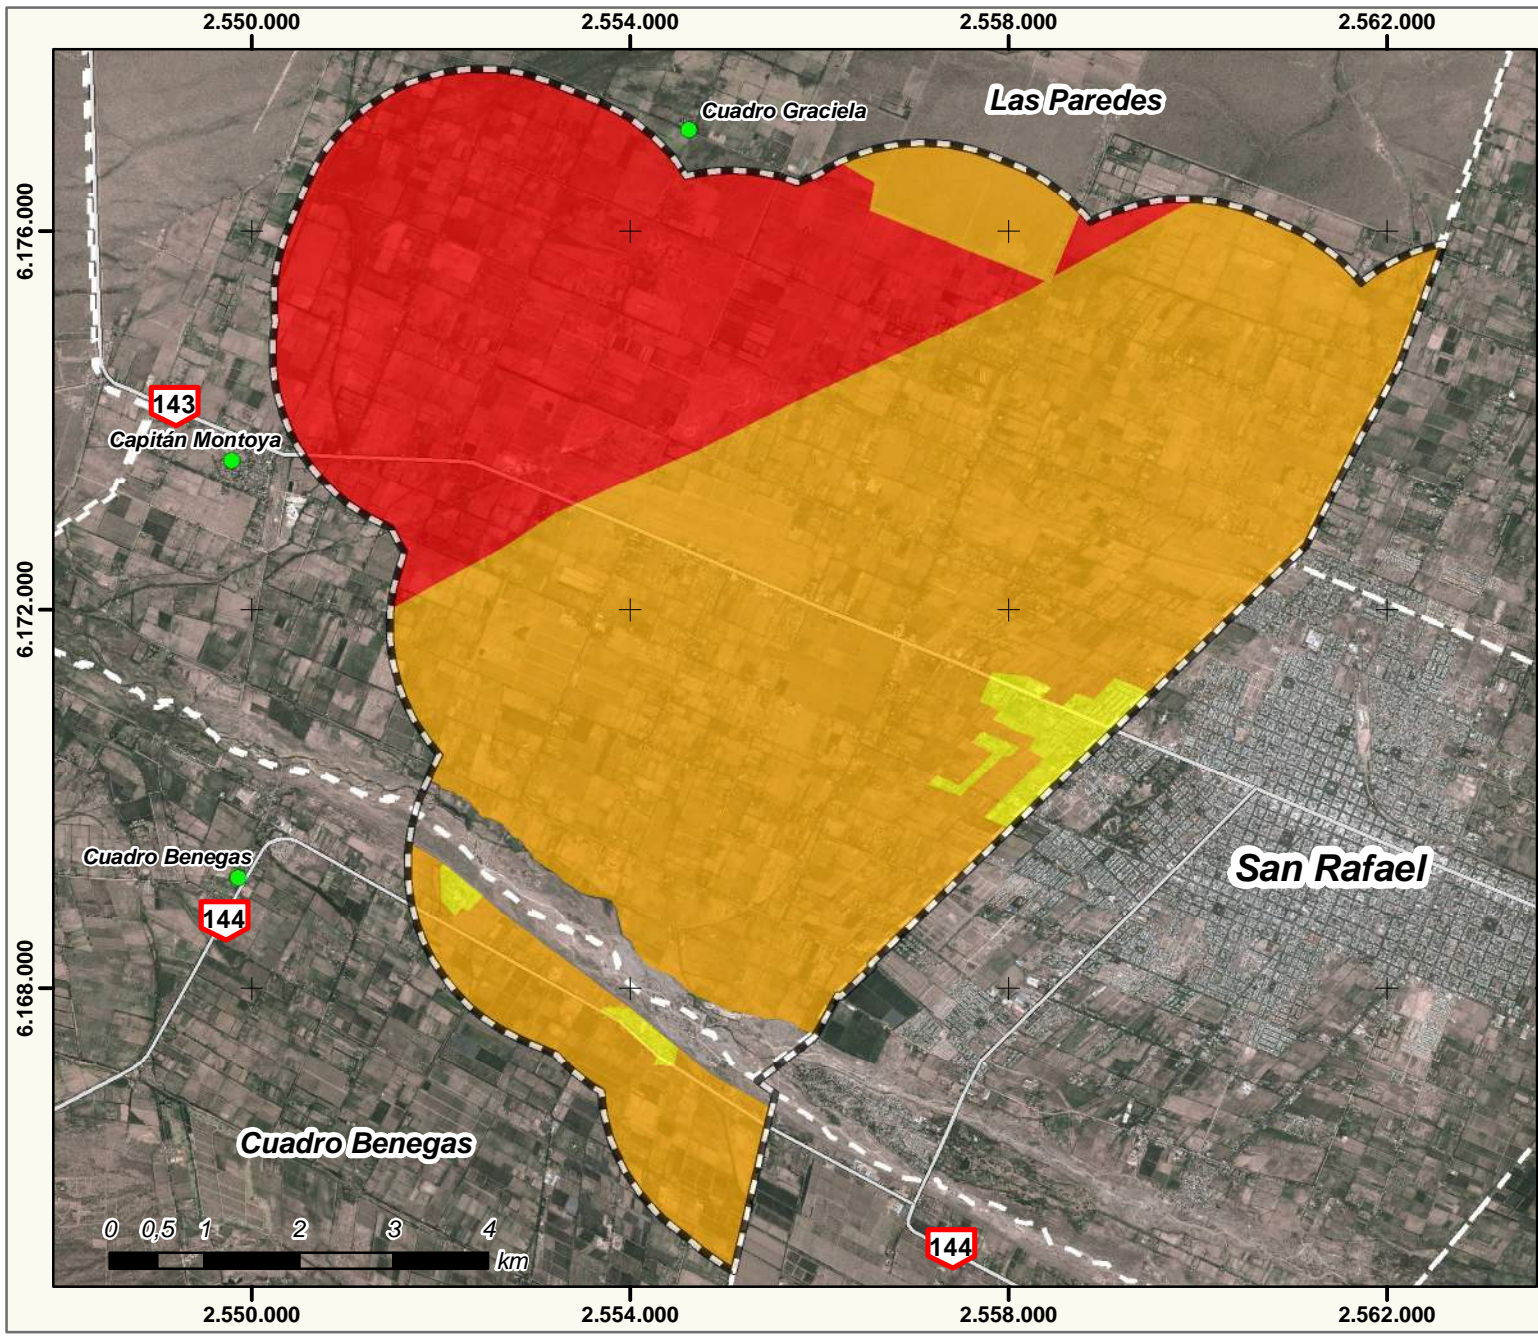 2.550.000 2.554.000 2.558.000 2.562.000
Las Paredes
Cuadro Graciela
6.176.000
143
Capitán Montoya
6.172.000
Cuadro Benegas
San Rafael
144
6.168.000
Cuadro Benegas
0 0,5 1 2 3 4
km
144
2.550.000 2.554.000 2.558.000 2.562.000